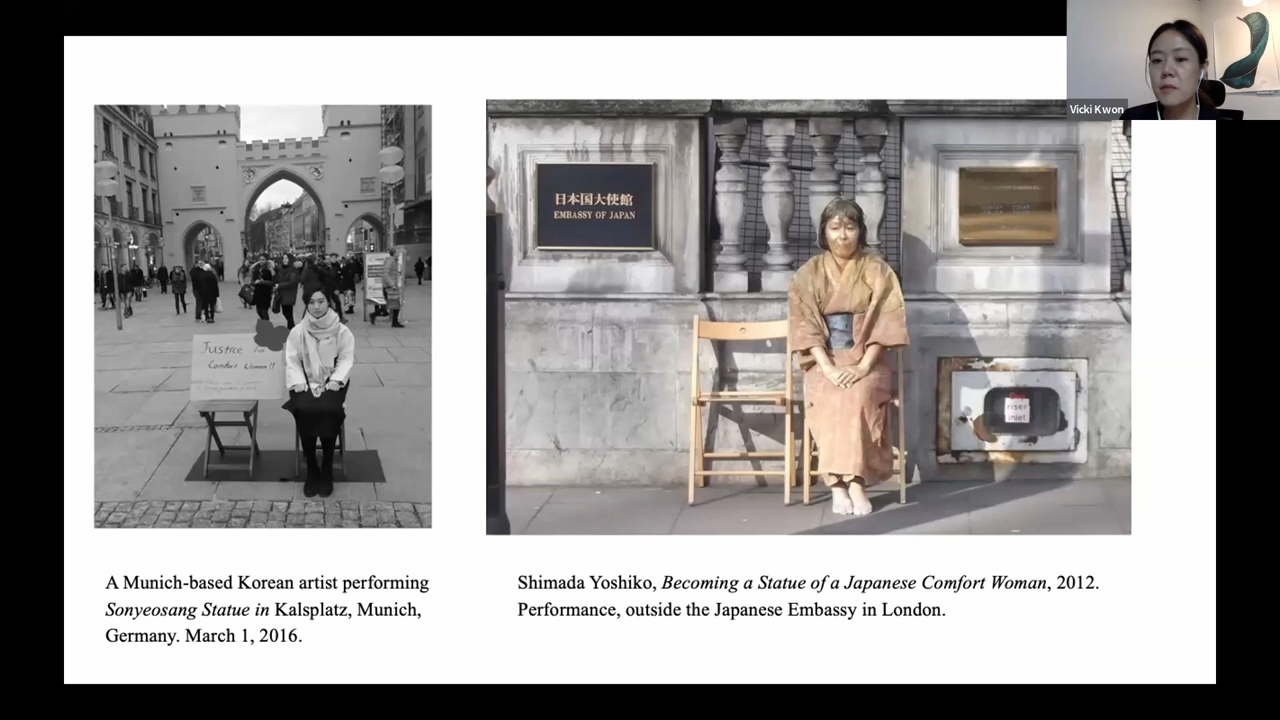 Vicki Kwon
日本国大使館
EMBASSY OF JAPAN
Justice for
Comfort Women!!
riser
inlet
A Munich-based Korean artist performing
Sonyeosang Statue in Kalsplatz, Munich,
Germany. March 1, 2016.
Shimada Yoshiko, Becoming a Statue of a Japanese Comfort Woman, 2012.
Performance, outside the Japanese Embassy in London.